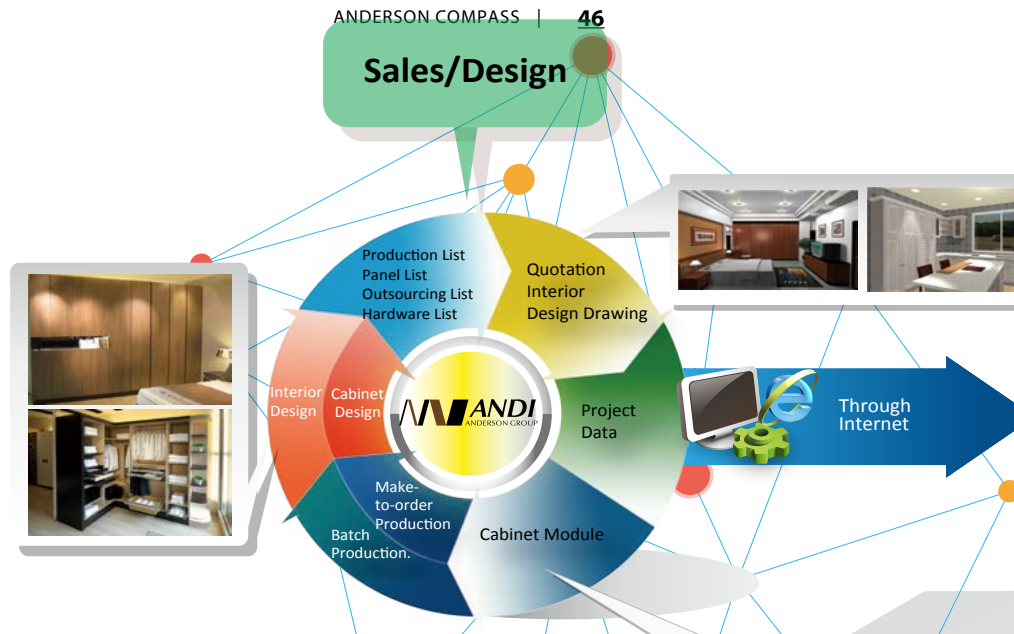 ANDERSON COMPASS | 46
Sales/Design
Production List
Panel List
Outsourcing List
Hardware List
Quotation
Interior
Design Drawing
Interior
Design
Cabinet
Design
ANDI
ANDERSON GROUP
Project
Data
Through
Internet
Make-
to-order
Production
Batch
Production.
Cabinet Module